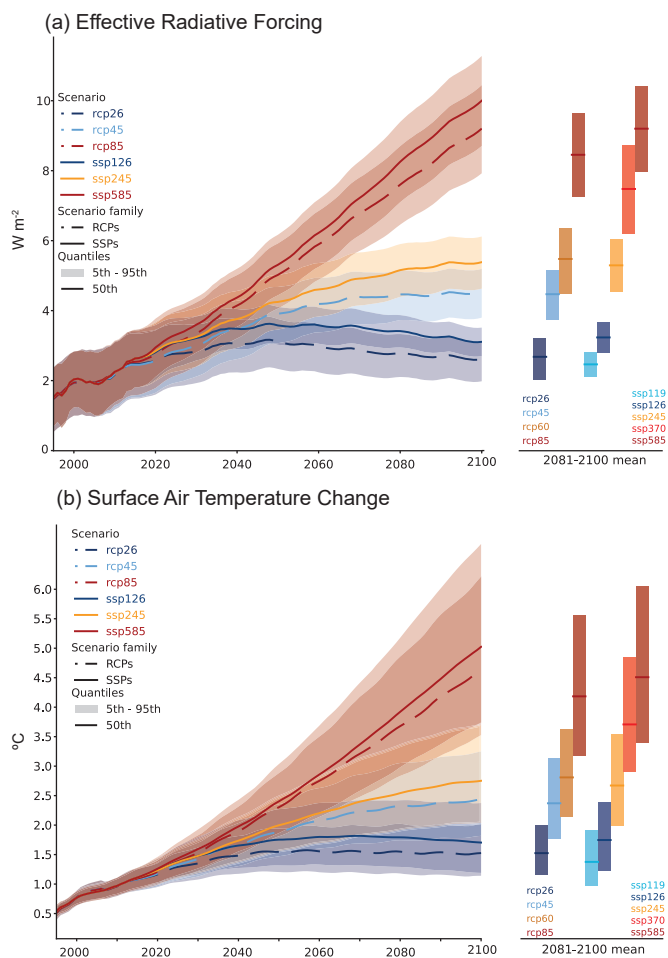 (a) Effective Radiative Forcing
W m⁻²
10
8
6
4
2
0
Scenario
rcp26
rcp45
rcp85
ssp126
ssp245
ssp585
Scenario family
RCPs
SSPs
Quantiles
5th - 95th
50th
2000
2020
2040
2060
2080
2100
rcp26
rcp45
rcp60
rcp85
ssp119
ssp126
ssp245
ssp370
ssp585
2081-2100 mean
(b) Surface Air Temperature Change
ºC
6.0
5.0
4.5
4.0
3.5
3.0
2.5
2.0
1.5
1.0
0.5
Scenario
rcp26
rcp45
rcp85
ssp126
ssp245
ssp585
Scenario family
RCPs
SSPs
Quantiles
5th - 95th
50th
2000
2020
2040
2060
2080
2100
rcp26
rcp45
rcp60
rcp85
ssp119
ssp126
ssp245
ssp370
ssp585
2081-2100 mean